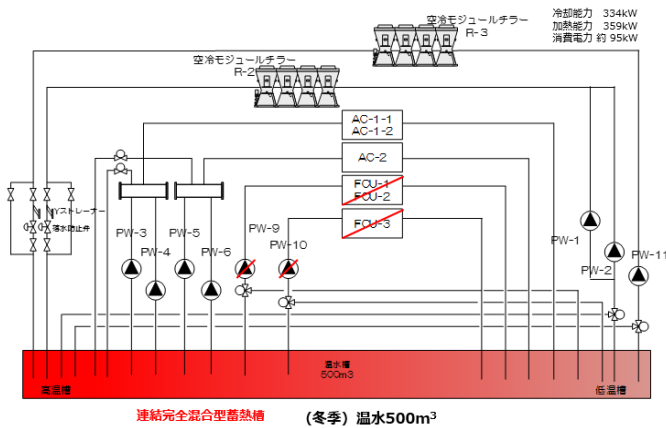 冷却能力 334kW
加熱能力 359kW
消費電力 約 95kW
空冷モジュールチラー
R-3
空冷モジュールチラー
R-2
AC-1-1
AC-1-2
AC-2
FCU-1
FCU-2
FCU-3
Yストレーナー
落水防止弁
PW-3
PW-4
PW-5
PW-6
PW-9
PW-10
PW-1
PW-2
PW-11
温水槽
500m3
高温槽
低温槽
連結完全混合型蓄熱槽
(冬季)温水500m³